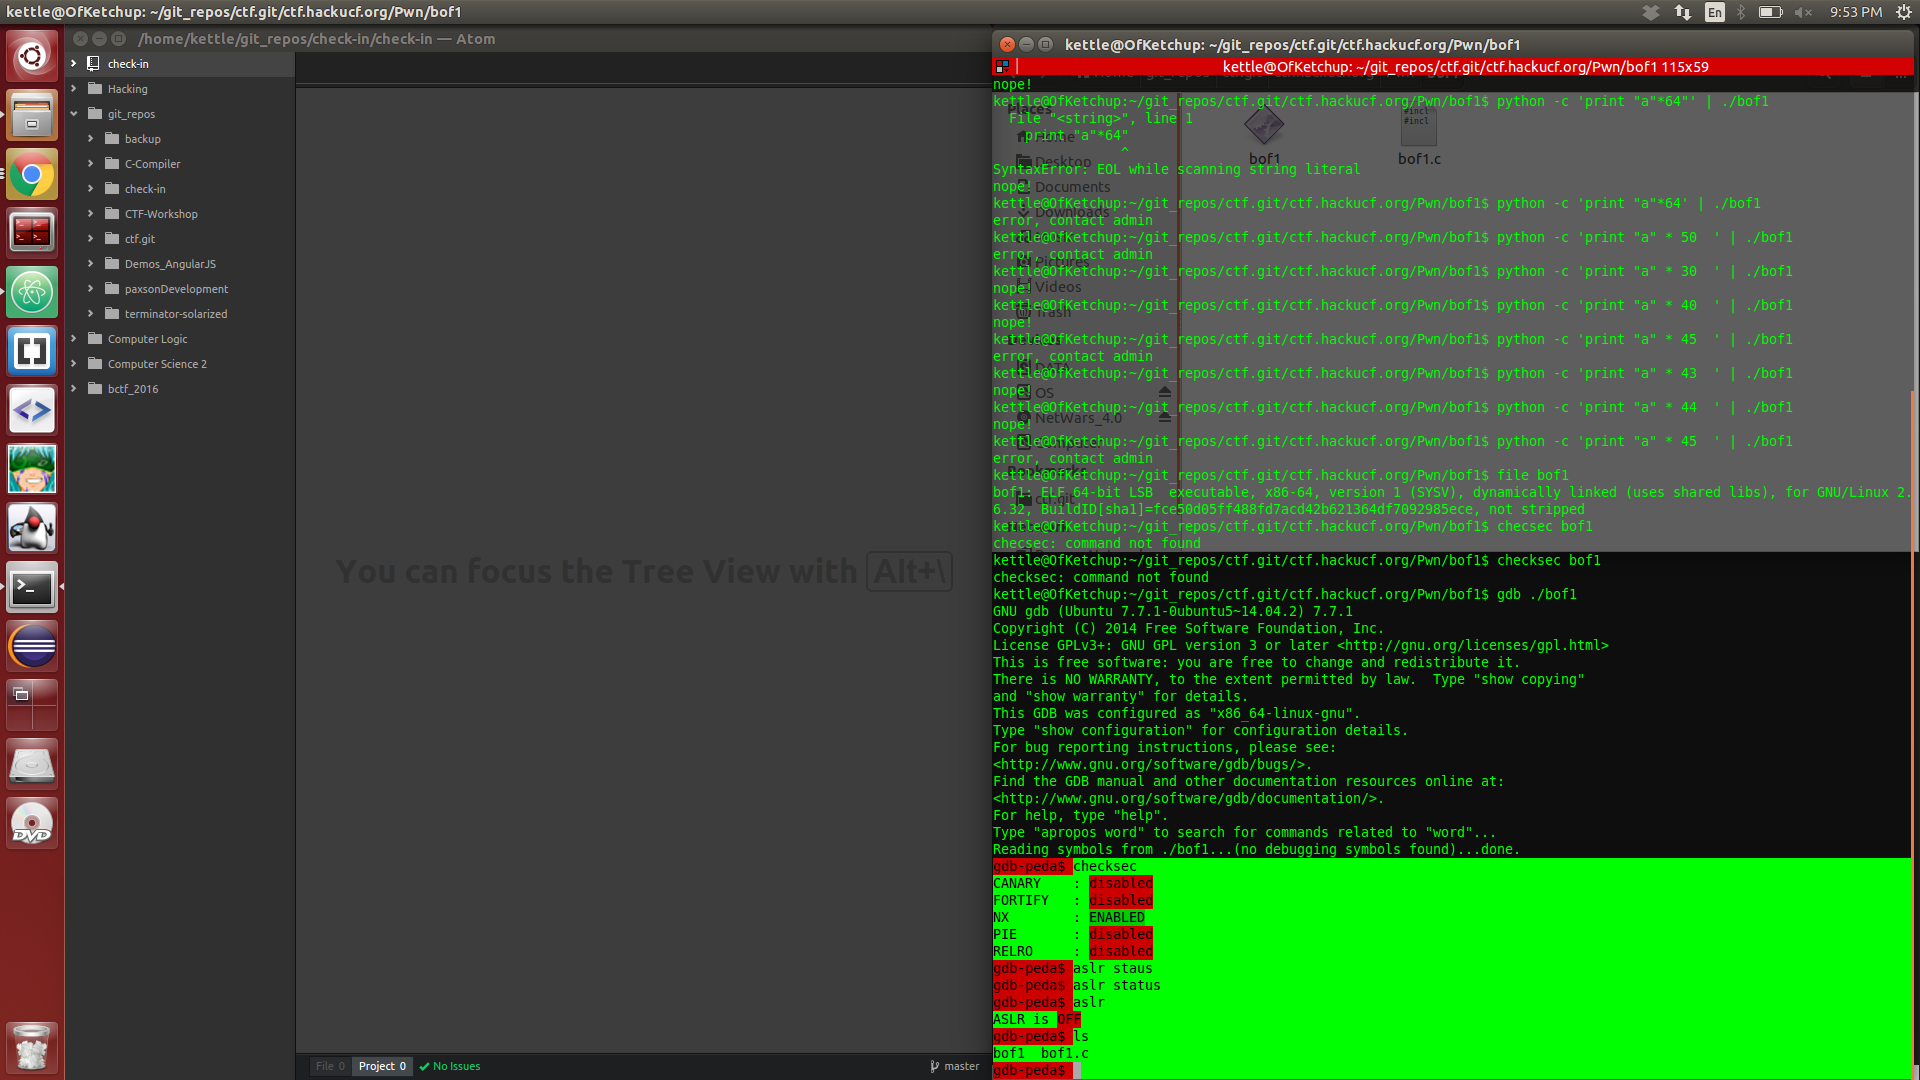 kettle@OfKetchup: ~/git_repos/ctf.git/ctf.hackucf.org/Pwn/bof1
En
9:53 PM
/home/kettle/git_repos/check-in/check-in — Atom
check-in
Hacking
git_repos
backup
C-Compiler
check-in
CTF-Workshop
ctf.git
Demos_AngularJS
paxsonDevelopment
terminator-solarized
Computer Logic
Computer Science 2
bctf_2016
You can focus the Tree View with Alt+\
File 0
Project 0
No Issues
master
DVD
kettle@OfKetchup: ~/git_repos/ctf.git/ctf.hackucf.org/Pwn/bof1
kettle@OfKetchup: ~/git_repos/ctf.git/ctf.hackucf.org/Pwn/bof1 115x59
nope!
kettle@OfKetchup:~/git_repos/ctf.git/ctf.hackucf.org/Pwn/bof1$ python -c 'print "a"*64"' | ./bof1
File "<string>", line 1
print "a"*64"
^
SyntaxError: EOL while scanning string literal
nope!
kettle@OfKetchup:~/git_repos/ctf.git/ctf.hackucf.org/Pwn/bof1$ python -c 'print "a"*64' | ./bof1
error, contact admin
kettle@OfKetchup:~/git_repos/ctf.git/ctf.hackucf.org/Pwn/bof1$ python -c 'print "a" * 50  ' | ./bof1
error, contact admin
kettle@OfKetchup:~/git_repos/ctf.git/ctf.hackucf.org/Pwn/bof1$ python -c 'print "a" * 30  ' | ./bof1
nope!
kettle@OfKetchup:~/git_repos/ctf.git/ctf.hackucf.org/Pwn/bof1$ python -c 'print "a" * 40  ' | ./bof1
nope!
kettle@OfKetchup:~/git_repos/ctf.git/ctf.hackucf.org/Pwn/bof1$ python -c 'print "a" * 45  ' | ./bof1
error, contact admin
kettle@OfKetchup:~/git_repos/ctf.git/ctf.hackucf.org/Pwn/bof1$ python -c 'print "a" * 43  ' | ./bof1
nope!
kettle@OfKetchup:~/git_repos/ctf.git/ctf.hackucf.org/Pwn/bof1$ python -c 'print "a" * 44  ' | ./bof1
nope!
kettle@OfKetchup:~/git_repos/ctf.git/ctf.hackucf.org/Pwn/bof1$ python -c 'print "a" * 45  ' | ./bof1
error, contact admin
kettle@OfKetchup:~/git_repos/ctf.git/ctf.hackucf.org/Pwn/bof1$ file bof1
bof1: ELF 64-bit LSB  executable, x86-64, version 1 (SYSV), dynamically linked (uses shared libs), for GNU/Linux 2.
6.32, BuildID[sha1]=fce50d05ff488fd7acd42b621364df7092985ece, not stripped
kettle@OfKetchup:~/git_repos/ctf.git/ctf.hackucf.org/Pwn/bof1$ checsec bof1
checsec: command not found
kettle@OfKetchup:~/git_repos/ctf.git/ctf.hackucf.org/Pwn/bof1$ checksec bof1
checksec: command not found
kettle@OfKetchup:~/git_repos/ctf.git/ctf.hackucf.org/Pwn/bof1$ gdb ./bof1
GNU gdb (Ubuntu 7.7.1-0ubuntu5~14.04.2) 7.7.1
Copyright (C) 2014 Free Software Foundation, Inc.
License GPLv3+: GNU GPL version 3 or later <http://gnu.org/licenses/gpl.html>
This is free software: you are free to change and redistribute it.
There is NO WARRANTY, to the extent permitted by law.  Type "show copying"
and "show warranty" for details.
This GDB was configured as "x86_64-linux-gnu".
Type "show configuration" for configuration details.
For bug reporting instructions, please see:
<http://www.gnu.org/software/gdb/bugs/>.
Find the GDB manual and other documentation resources online at:
<http://www.gnu.org/software/gdb/documentation/>.
For help, type "help".
Type "apropos word" to search for commands related to "word"...
Reading symbols from ./bof1...(no debugging symbols found)...done.
gdb-peda$ checksec
CANARY    : disabled
FORTIFY   : disabled
NX        : ENABLED
PIE       : disabled
RELRO     : disabled
gdb-peda$ aslr staus
gdb-peda$ aslr status
gdb-peda$ aslr
ASLR is OFF
gdb-peda$ ls
bof1  bof1.c
gdb-peda$
Home
Desktop
Documents
Downloads
Pictures
Videos
Trash
OS
NetWars_4.0
bof1
#incl
#incl
bof1.c